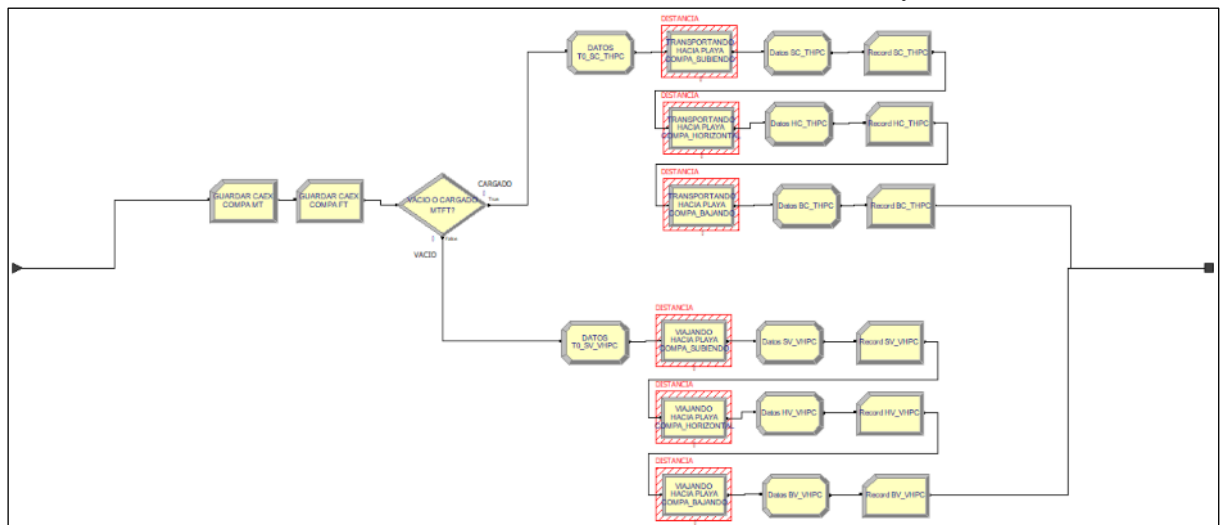 DISTANCIA
DATOS
T0_SC_THPC
TRANSPORTANDO
HACIA PLAYA
COMPA_SUBIENDO
Datos SC_THPC
Record SC_THPC
DISTANCIA
TRANSPORTANDO
HACIA PLAYA
COMPA_HORIZONTAL
Datos HC_THPC
Record HC_THPC
DISTANCIA
TRANSPORTANDO
HACIA PLAYA
COMPA_BAJANDO
Datos BC_THPC
Record BC_THPC
GUARDAR CAEX
COMPA MT
GUARDAR CAEX
COMPA FT
VACIO O CARGADO
MTFT?
CARGADO
True
False
VACIO
DATOS
T0_SV_VHPC
DISTANCIA
VIAJANDO
HACIA PLAYA
COMPA_SUBIENDO
Datos SV_VHPC
Record SV_VHPC
DISTANCIA
VIAJANDO
HACIA PLAYA
COMPA_HORIZONTAL
Datos HV_VHPC
Record HV_VHPC
DISTANCIA
VIAJANDO
HACIA PLAYA
COMPA_BAJANDO
Datos BV_VHPC
Record BV_VHPC